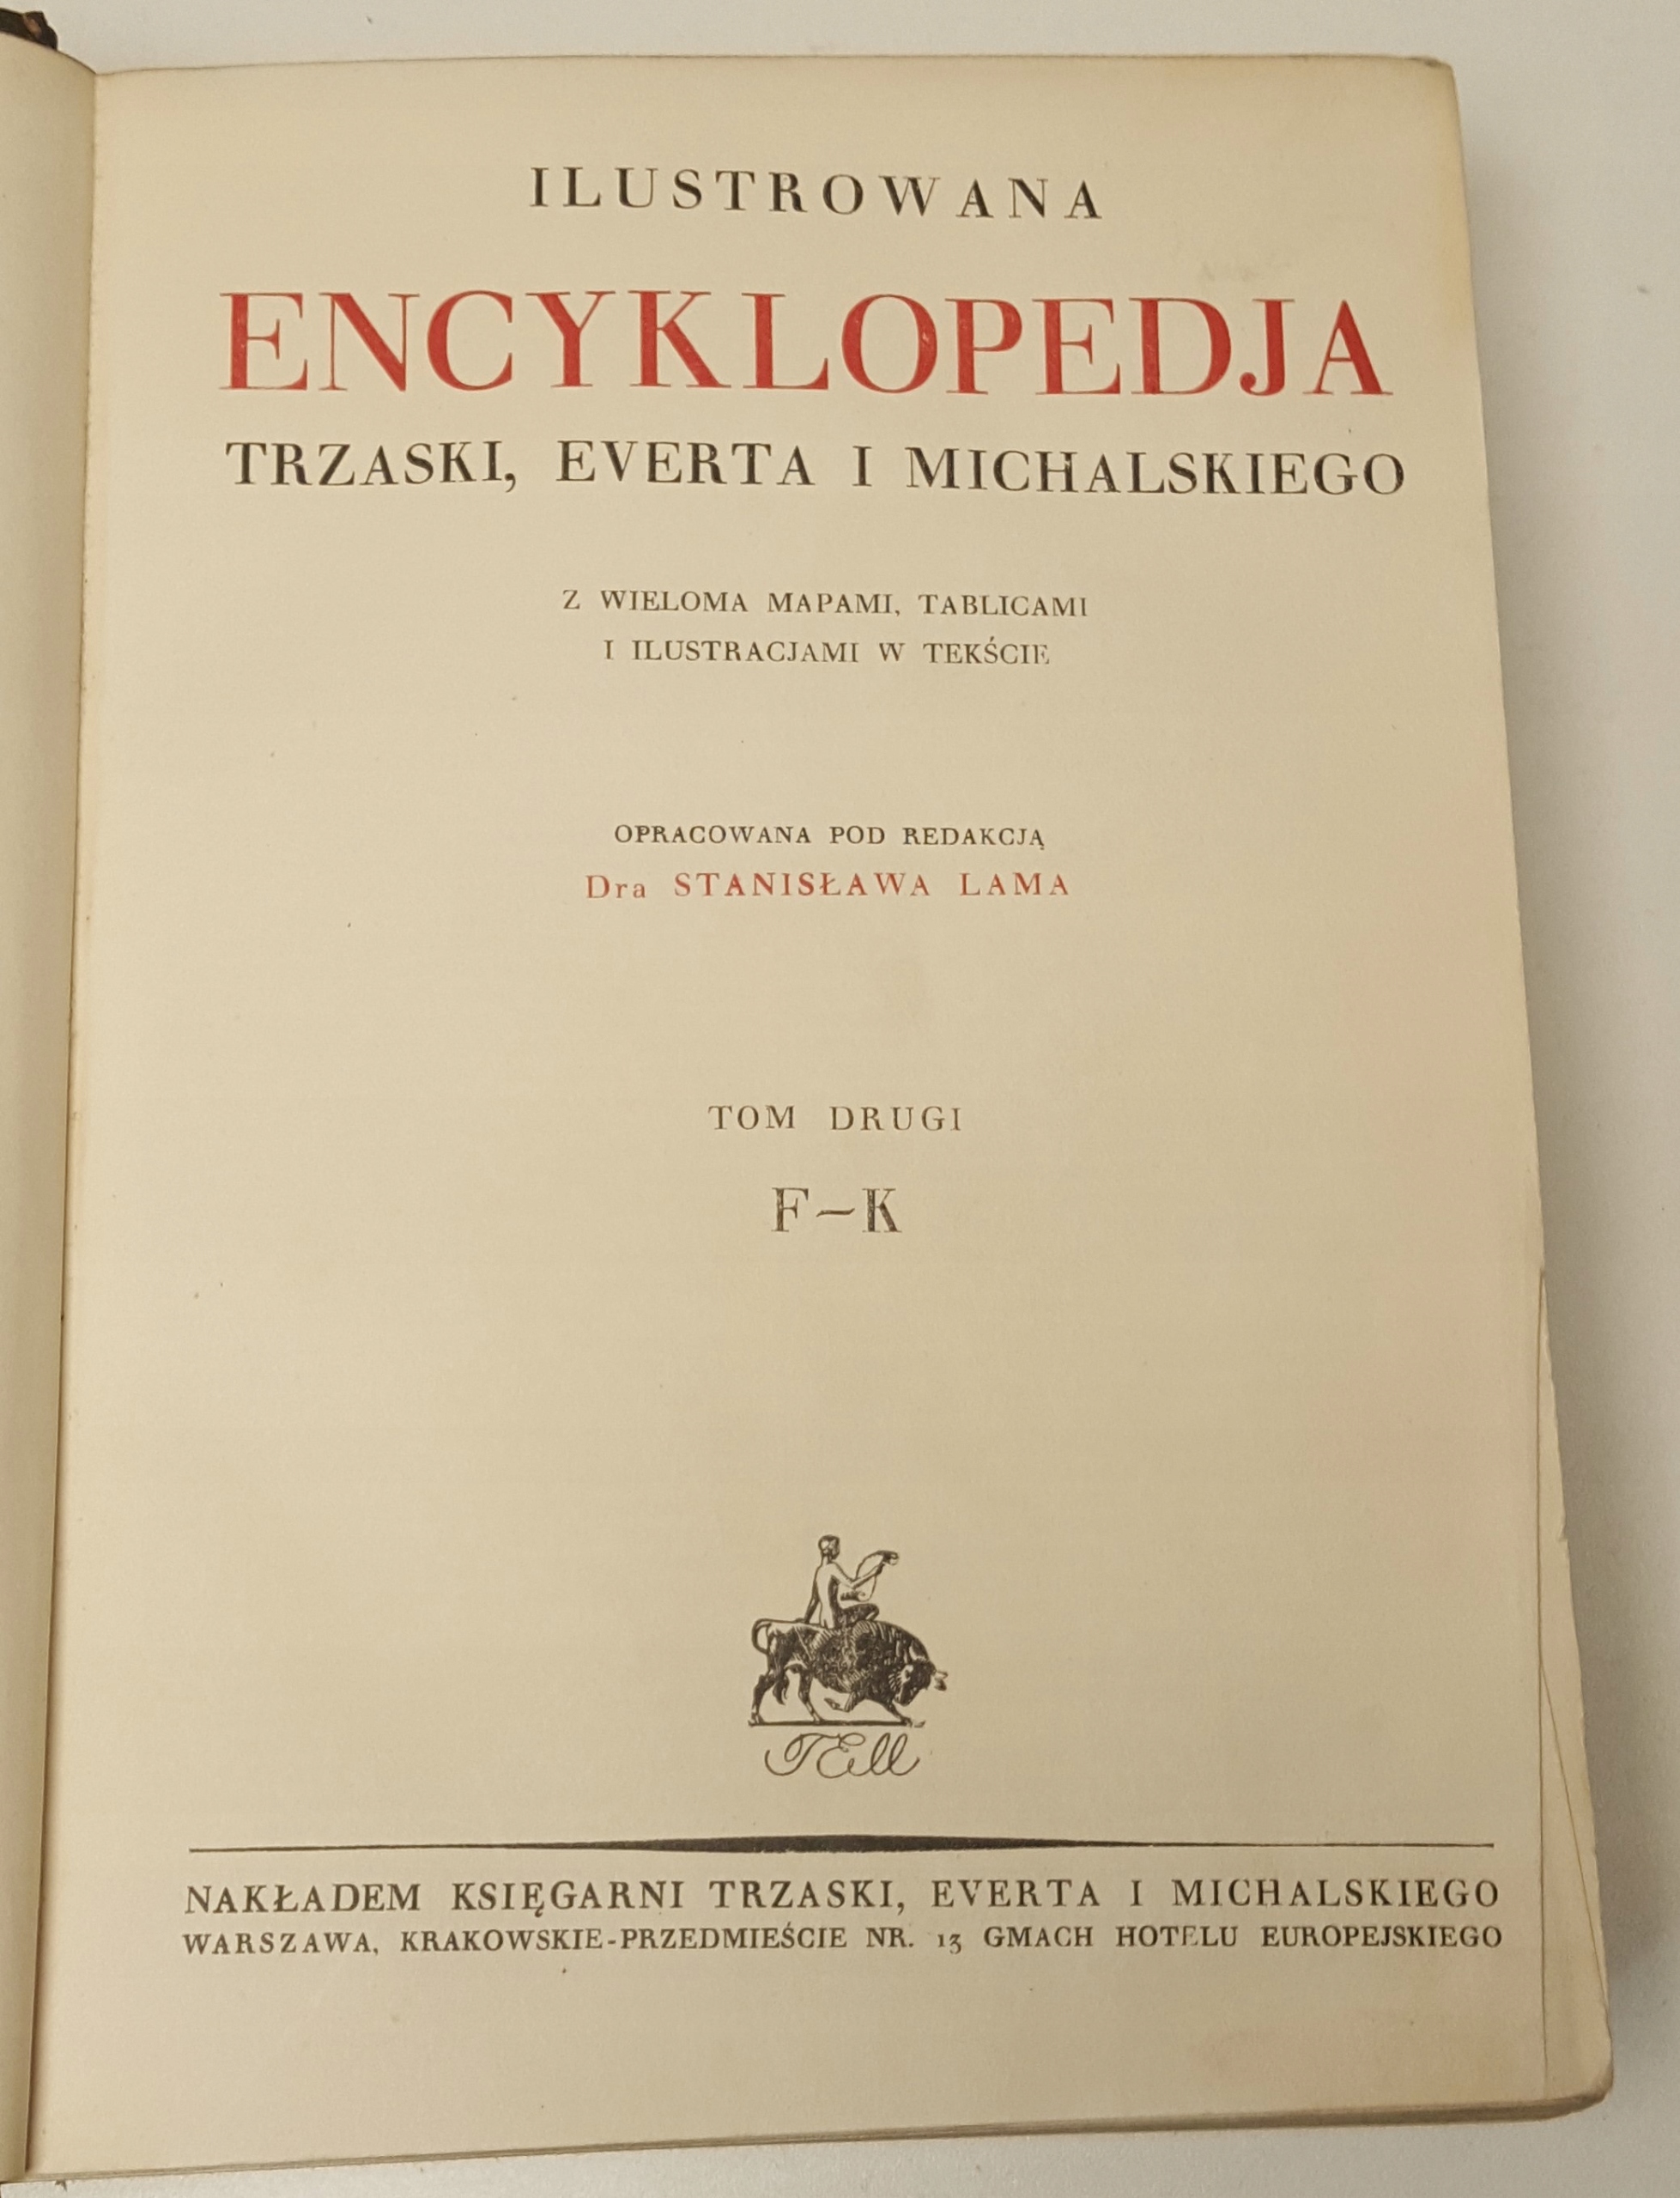 ILUSTROWANA
ENCYKLOPEDJA
TRZASKI, EVERTA I MICHALSKIEGO
Z WIELOMA MAPAMI, TABLICAMI
I ILUSTRACJAMI W TEKŚCIE
OPRACOWANA POD REDAKCJĄ
Dra STANISŁAWA LAMA
TOM DRUGI
F–K
TEM
NAKŁADEM KSIĘGARNI TRZASKI, EVERTA I MICHALSKIEGO
WARSZAWA, KRAKOWSKIE-PRZEDMIEŚCIE NR. 13 GMACH HOTELU EUROPEJSKIEGO